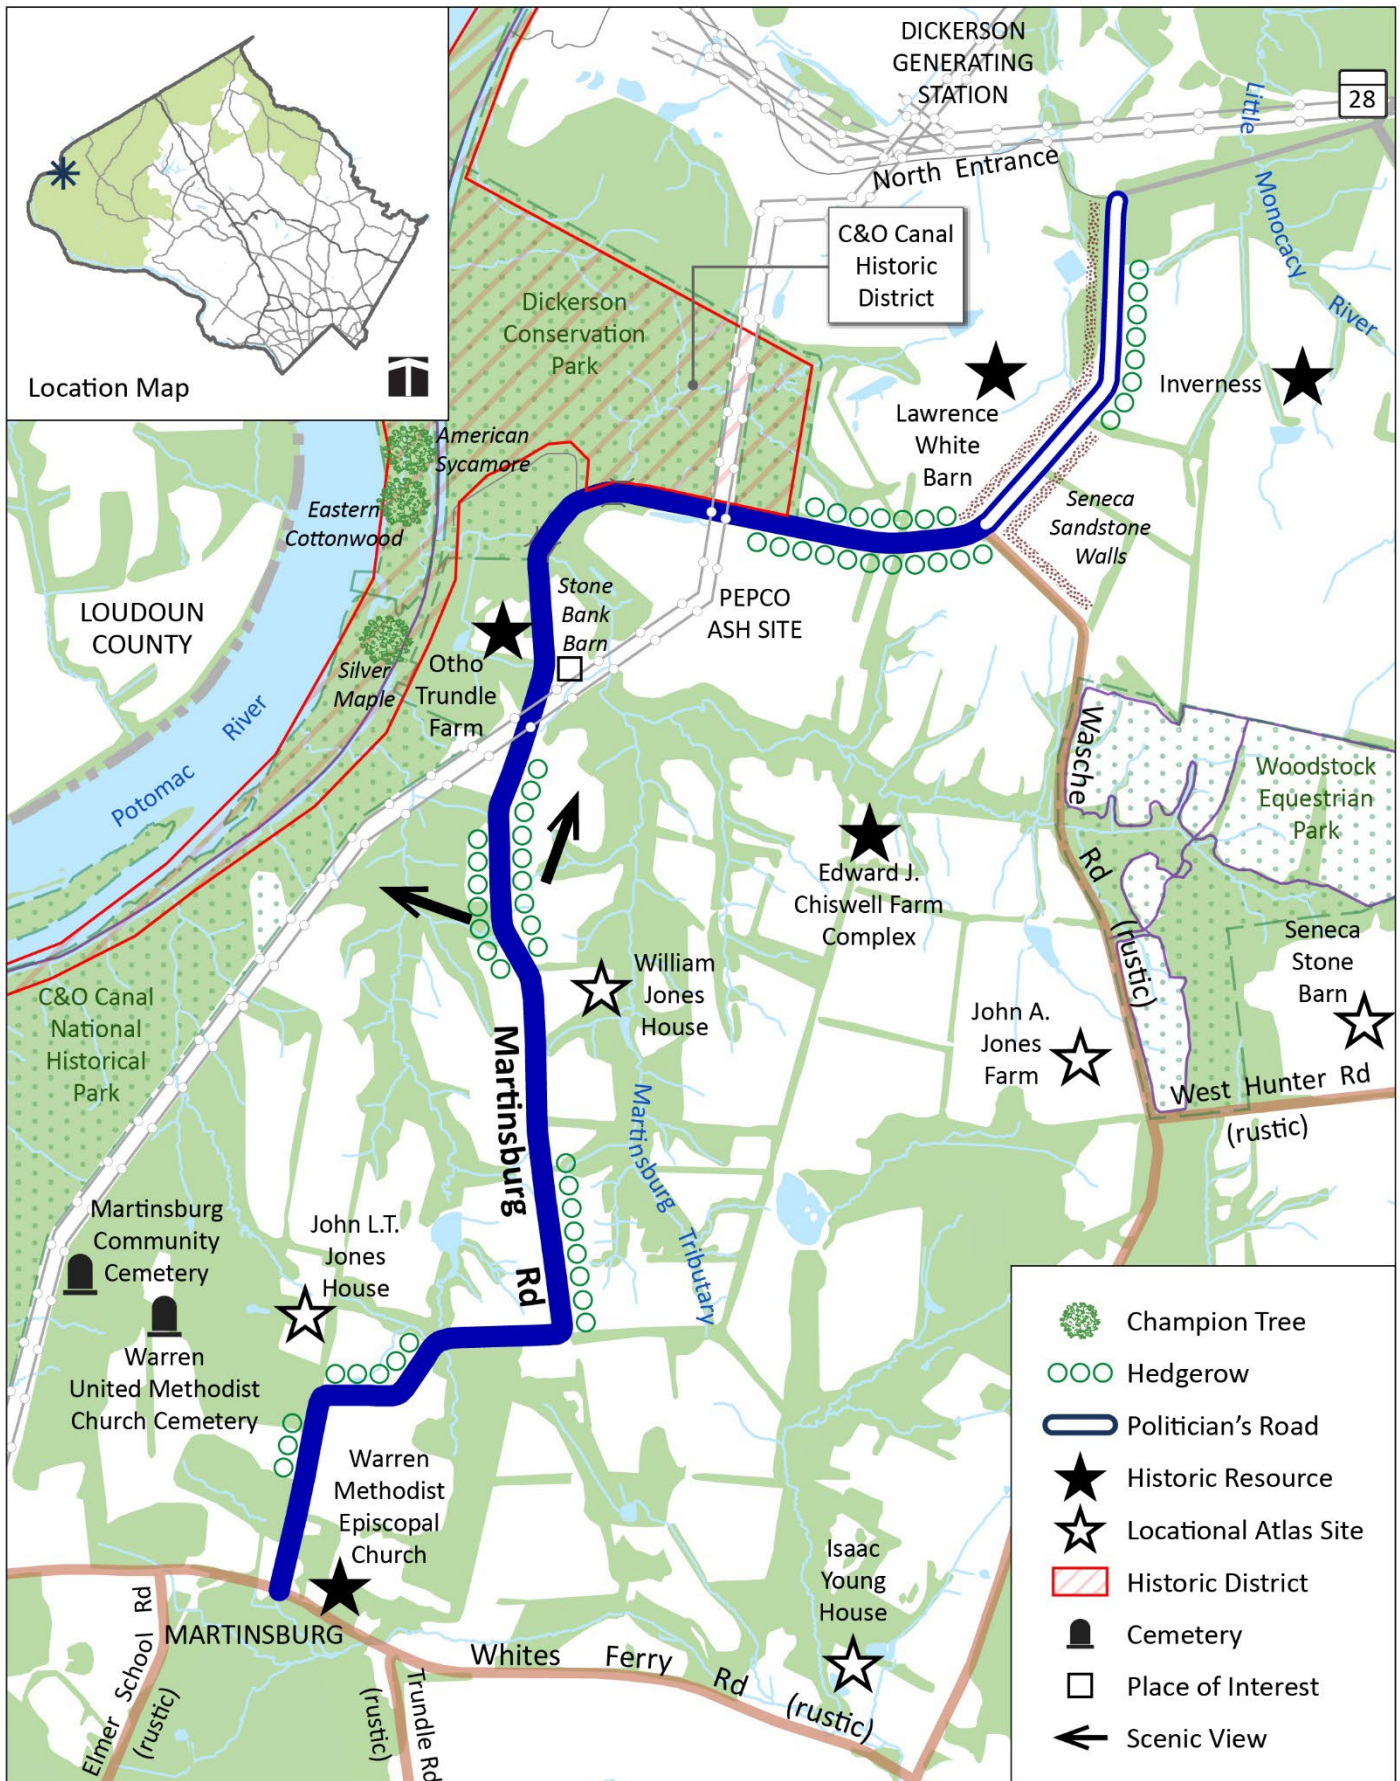 DICKERSON
GENERATING
STATION
28
Little
Monocacy
River
North Entrance
C&O Canal
Historic
District
Dickerson
Conservation
Park
Location Map
American
Sycamore
Eastern
Cottonwood
Lawrence
White
Barn
Inverness
Seneca
Sandstone
Walls
LOUDOUN
COUNTY
Stone
Bank
Barn
PEPCO
ASH SITE
Silver
Maple
Otho
Trundle
Farm
Potomac River
Wasche Rd (rustic)
Woodstock
Equestrian
Park
Edward J.
Chiswell Farm
Complex
Seneca
Stone
Barn
C&O Canal
National
Historical
Park
William
Jones
House
John A.
Jones
Farm
Martinsburg Rd
Martinsburg Tributary
West Hunter Rd
(rustic)
Martinsburg
Community
Cemetery
John L.T.
Jones
House
Warren
United Methodist
Church Cemetery
Warren
Methodist
Episcopal
Church
Isaac
Young
House
MARTINSBURG
Whites Ferry Rd (rustic)
Elmer School Rd
(rustic)
Trundle Rd
(rustic)
Champion Tree
Hedgerow
Politician's Road
Historic Resource
Locational Atlas Site
Historic District
Cemetery
Place of Interest
Scenic View